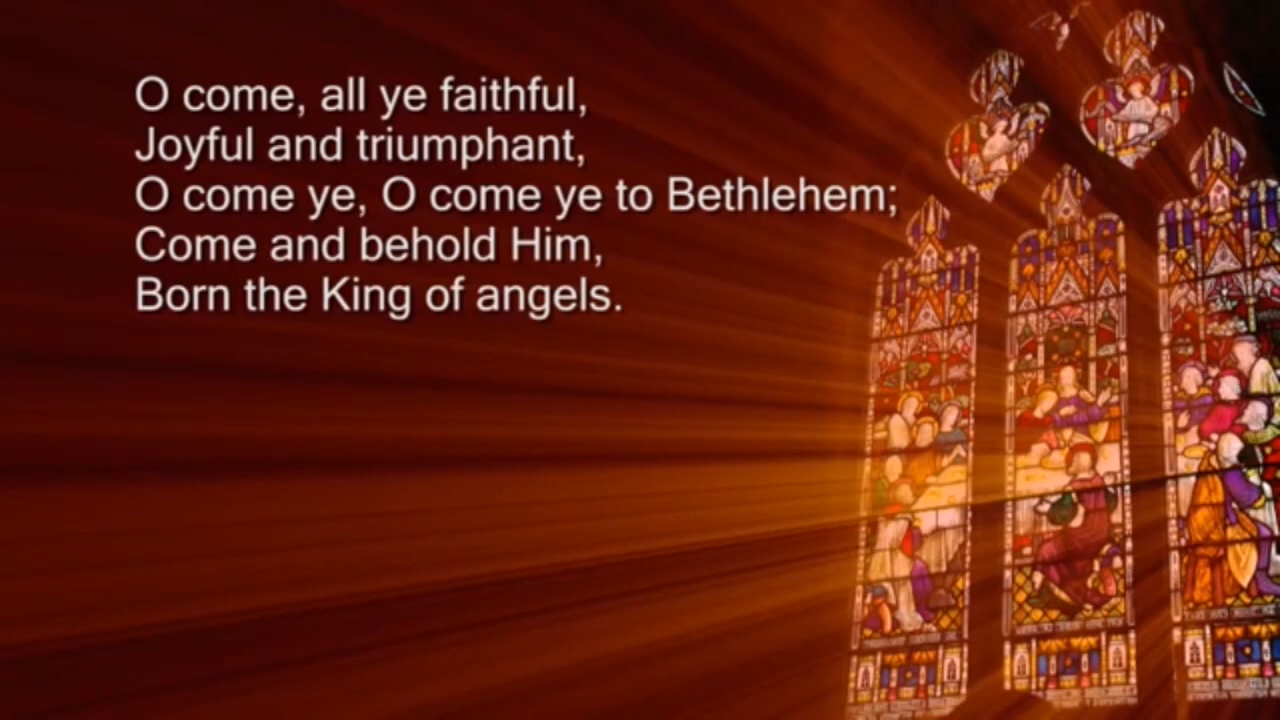 O come, all ye faithful,
Joyful and triumphant,
O come ye, O come ye to Bethlehem;
Come and behold Him,
Born the King of angels.